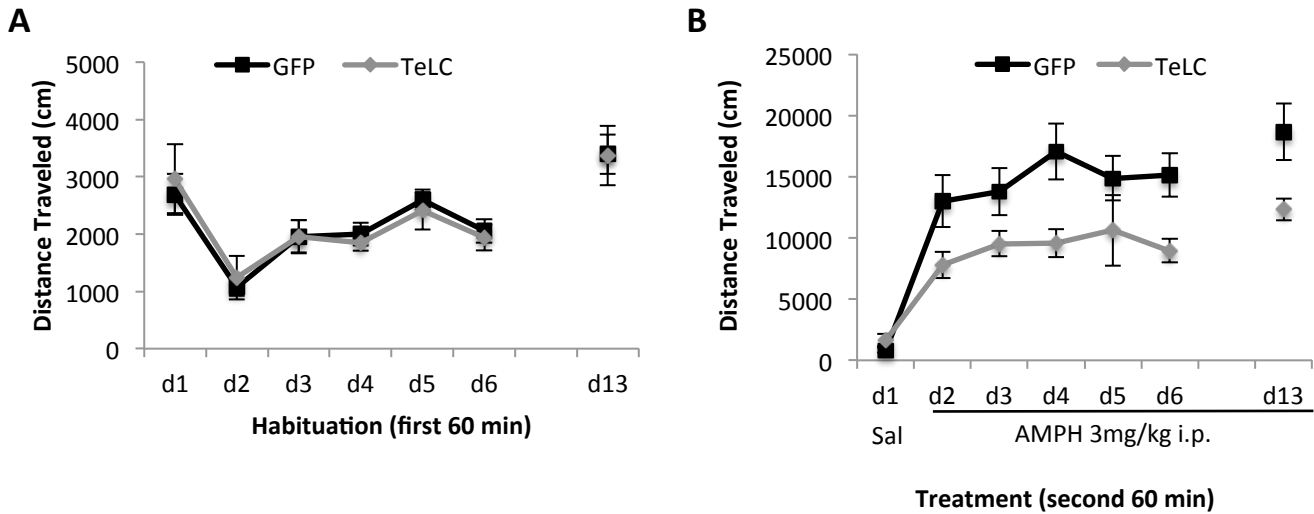 A
5000
4000
3000
2000
1000
0
Distance Traveled (cm)
GFP TeLC
d1 d2 d3 d4 d5 d6 d13
Habituation (first 60 min)
B
25000
20000
15000
10000
5000
0
Distance Traveled (cm)
GFP TeLC
d1 d2 d3 d4 d5 d6 d13
Sal AMPH 3mg/kg i.p.
Treatment (second 60 min)